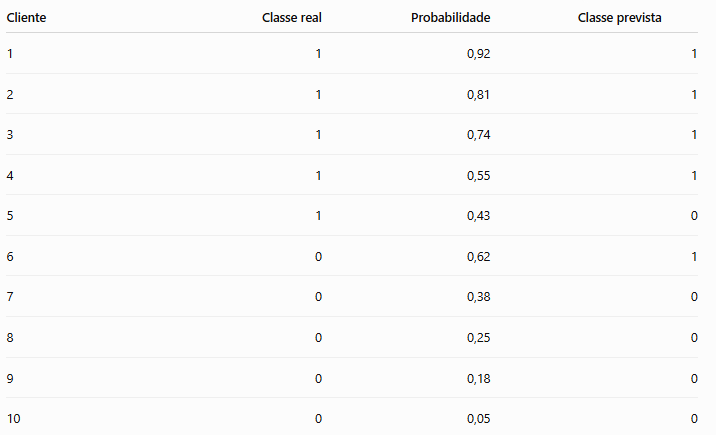 Cliente Classe real Probabilidade Classe prevista
1 1 0,92 1
2 1 0,81 1
3 1 0,74 1
4 1 0,55 1
5 1 0,43 0
6 0 0,62 1
7 0 0,38 0
8 0 0,25 0
9 0 0,18 0
10 0 0,05 0